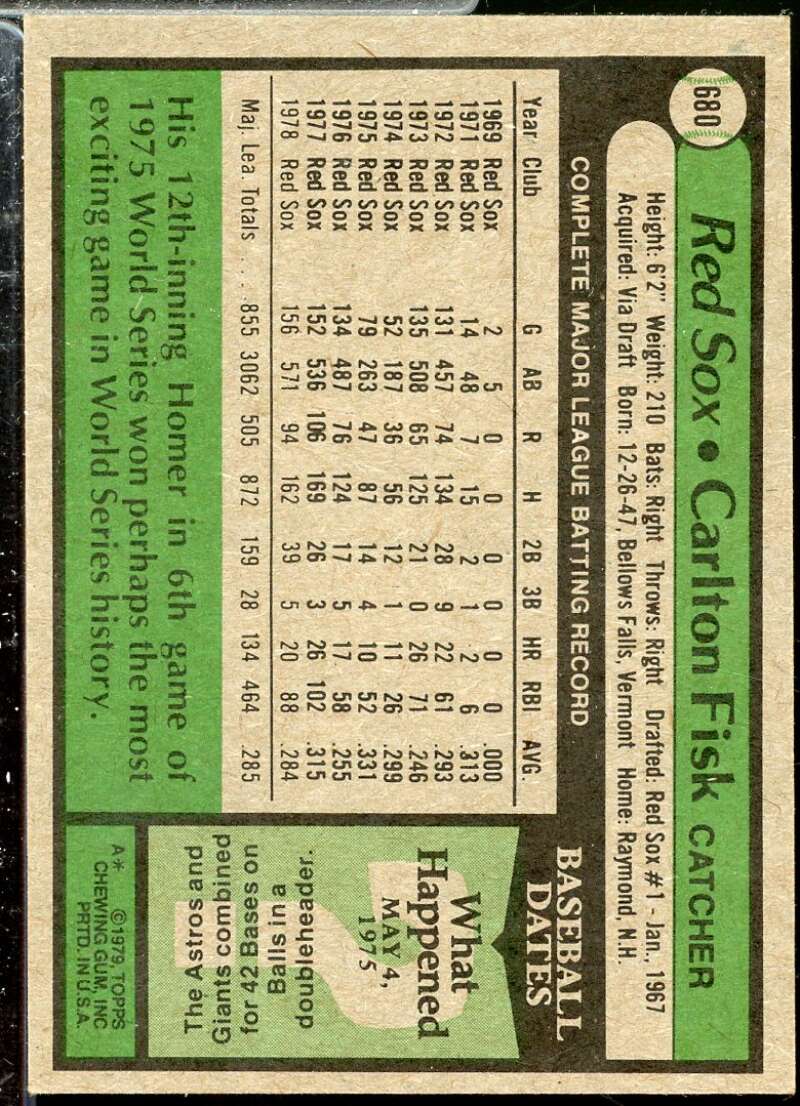 680
Red Sox • Carlton Fisk CATCHER
Height: 6'2" Weight: 210 Bats: Right Throws: Right Drafted: Red Sox #1 - Jan., 1967
Acquired: Via Draft Born: 12-26-47, Bellows Falls, Vermont Home: Raymond, N.H.
COMPLETE MAJOR LEAGUE BATTING RECORD
Year Club G AB R H 2B 3B HR RBI AVG.
1969 Red Sox 2 5 0 0 0 0 0 0 .000
1971 Red Sox 14 48 7 15 2 1 2 6 .313
1972 Red Sox 131 457 74 134 28 9 22 61 .293
1973 Red Sox 135 508 65 125 21 0 26 71 .246
1974 Red Sox 52 187 36 56 12 1 11 26 .299
1975 Red Sox 79 263 47 87 14 4 10 52 .331
1976 Red Sox 134 487 76 124 17 5 17 58 .255
1977 Red Sox 152 536 106 169 26 3 26 102 .315
1978 Red Sox 156 571 94 162 39 5 20 88 .284
Maj. Lea. Totals . . . 855 3062 505 872 159 28 134 464 .285
His 12th-inning Homer in 6th game of
1975 World Series won perhaps the most
exciting game in World Series history.
BASEBALL
DATES
What
Happened
MAY 4,
1975
The Astros and
Giants combined
for 42 Bases on
Balls in a
doubleheader.
A* ©1979, TOPPS
CHEWING GUM, INC
PRTD. IN U.S.A.